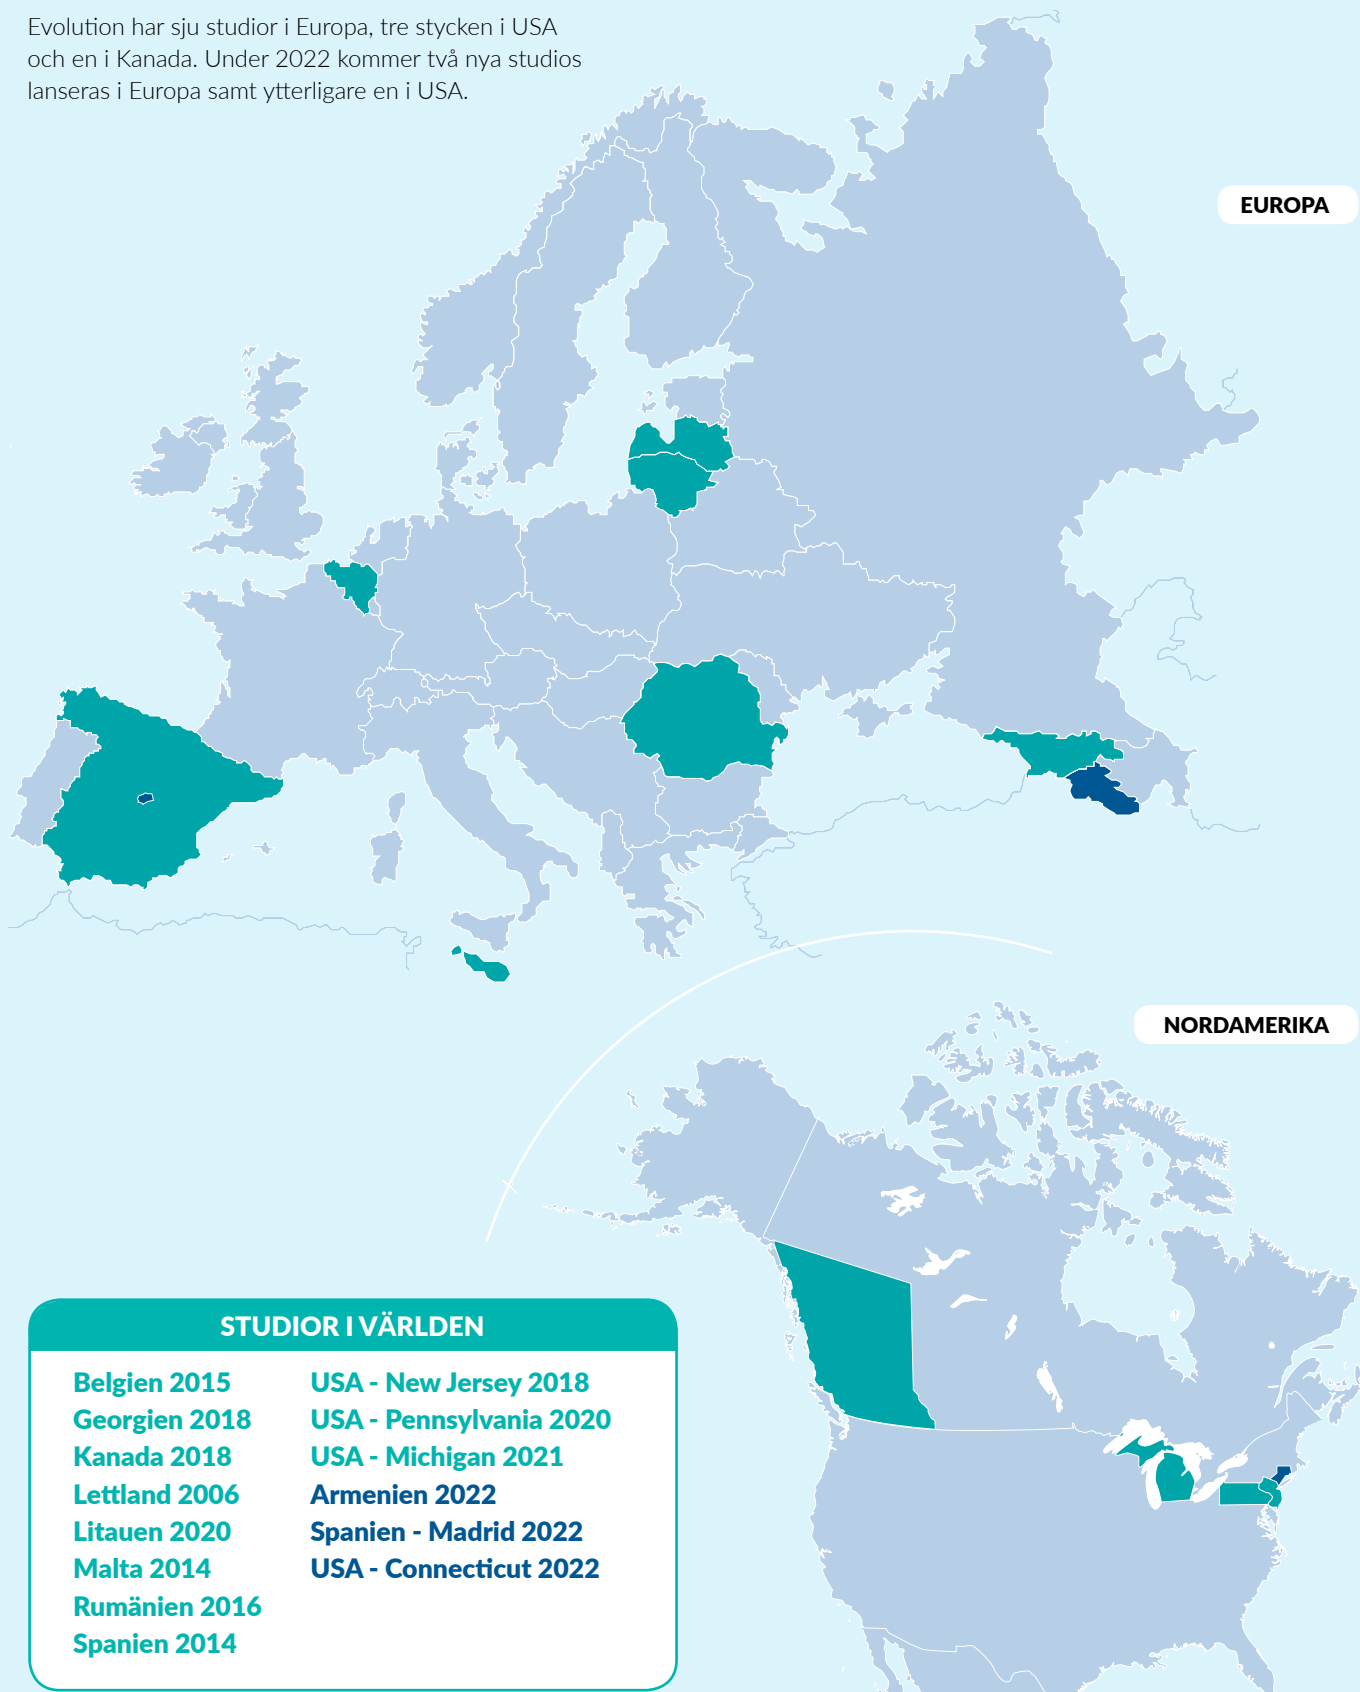 Evolution har sju studior i Europa, tre stycken i USA
och en i Kanada. Under 2022 kommer två nya studios
lanseras i Europa samt ytterligare en i USA.
EUROPA
NORDAMERIKA
STUDIOR I VÄRLDEN
Belgien 2015
Georgien 2018
Kanada 2018
Lettland 2006
Litauen 2020
Malta 2014
Rumänien 2016
Spanien 2014
USA - New Jersey 2018
USA - Pennsylvania 2020
USA - Michigan 2021
Armenien 2022
Spanien - Madrid 2022
USA - Connecticut 2022